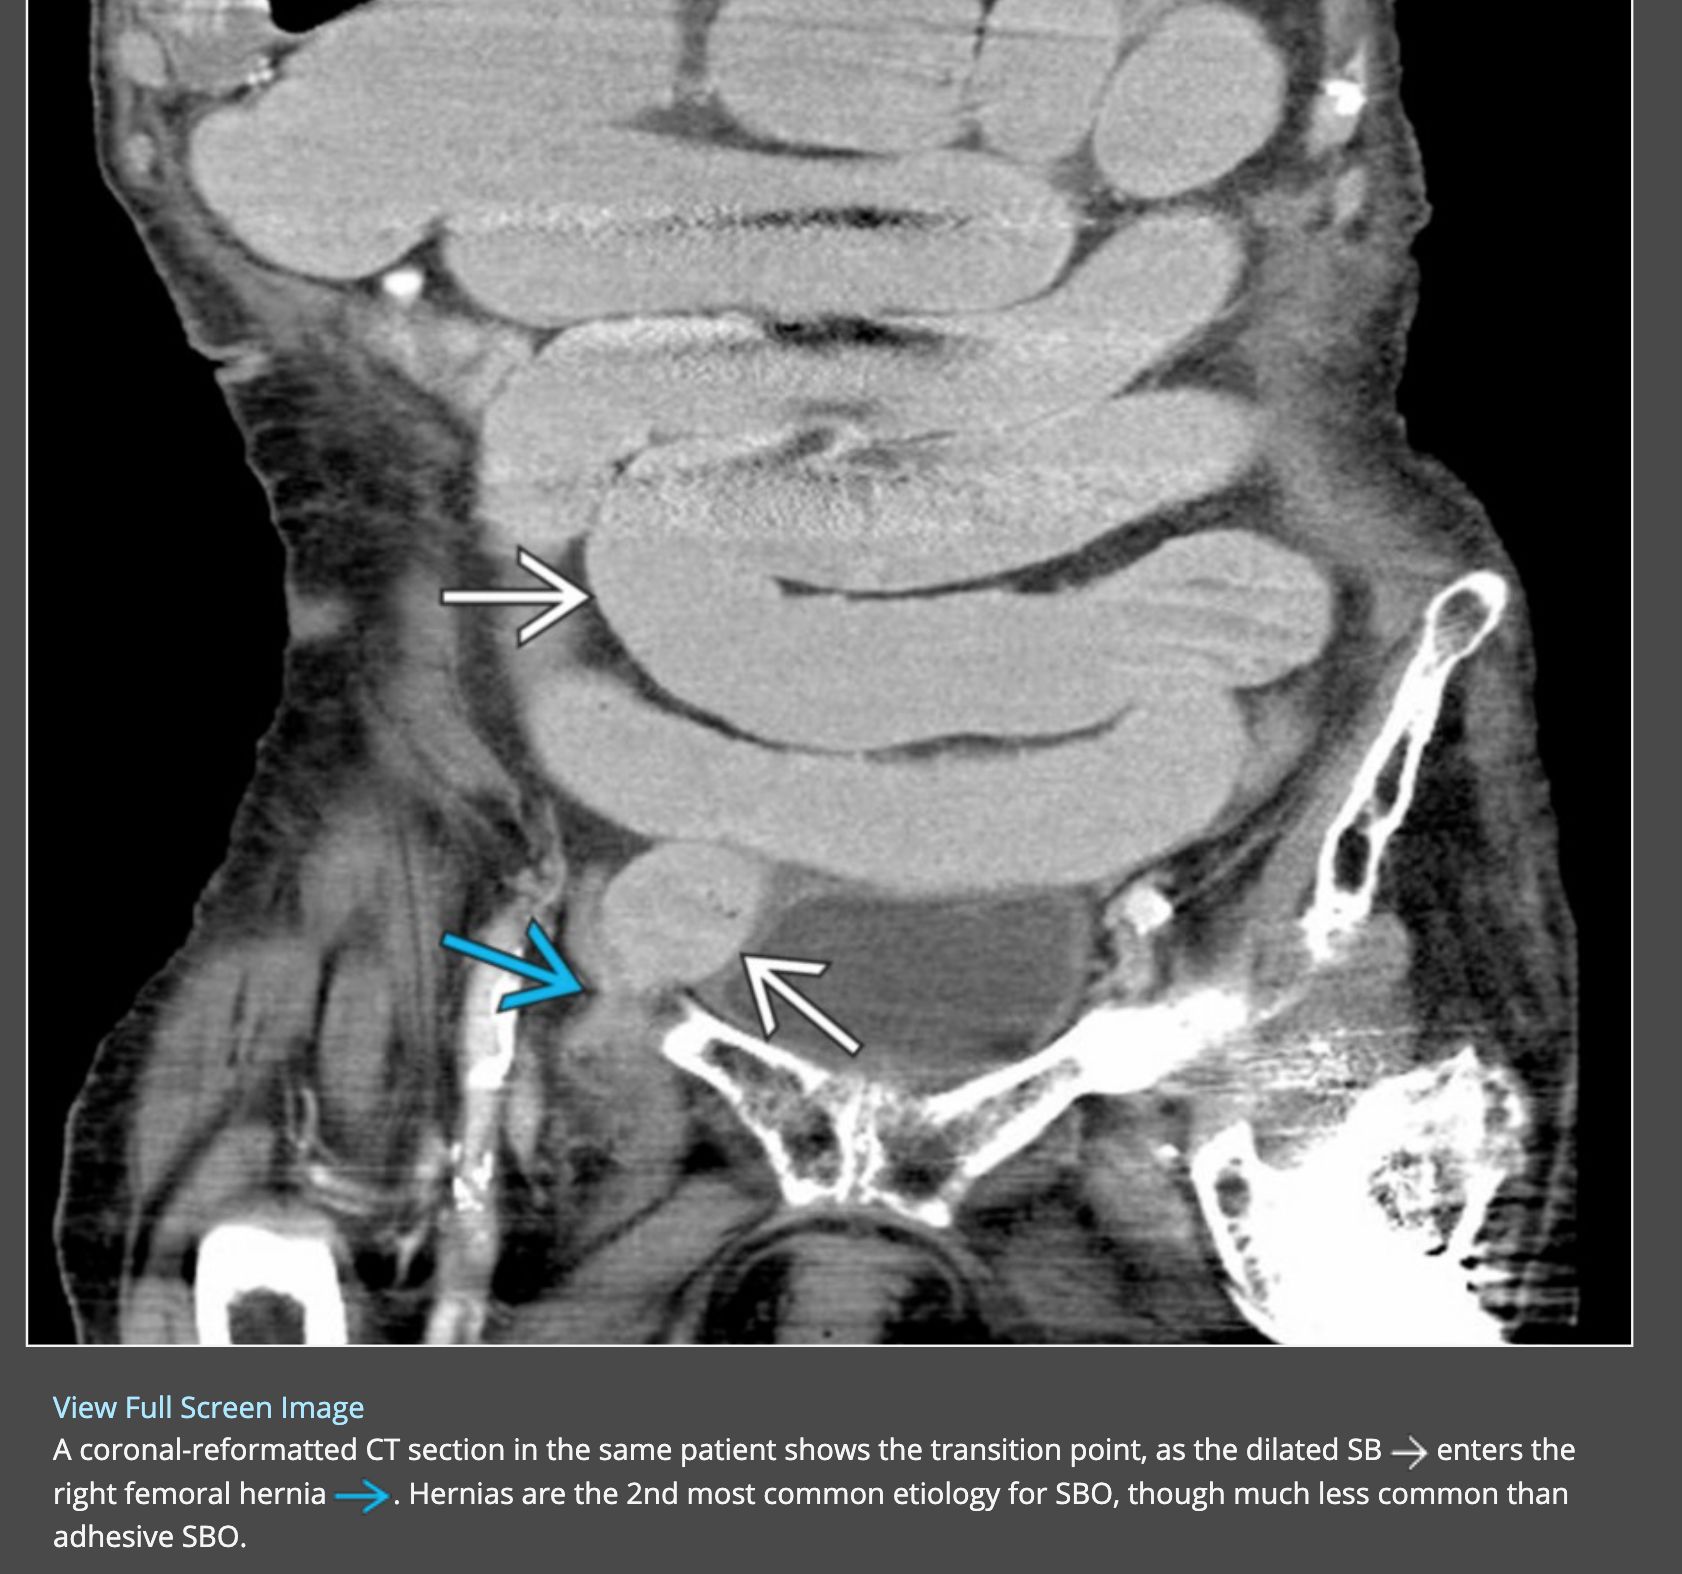 View Full Screen Image
A coronal-reformatted CT section in the same patient shows the transition point, as the dilated SB → enters the
right femoral hernia →. Hernias are the 2nd most common etiology for SBO, though much less common than
adhesive SBO.